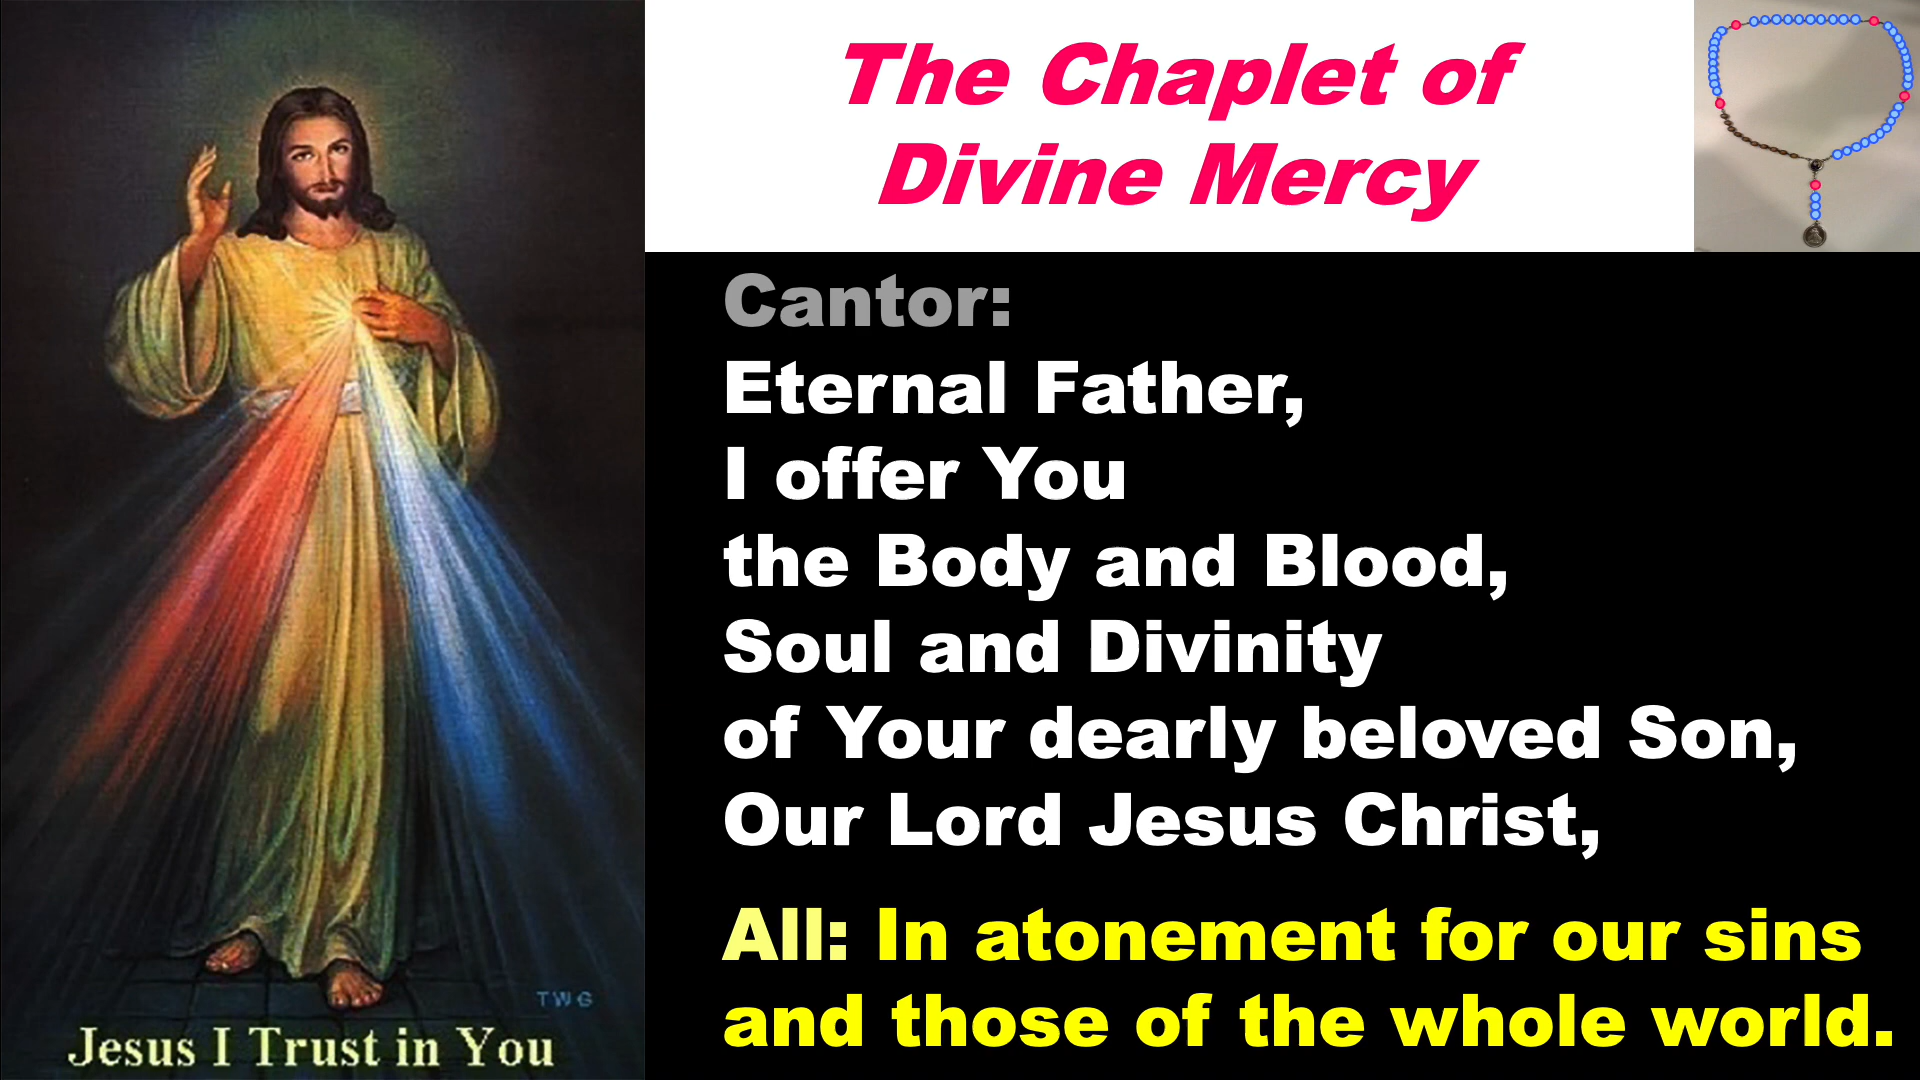 The Chaplet of
Divine Mercy
Cantor:
Eternal Father,
I offer You
the Body and Blood,
Soul and Divinity
of Your dearly beloved Son,
Our Lord Jesus Christ,
All: In atonement for our sins
and those of the whole world.
TWG
Jesus I Trust in You